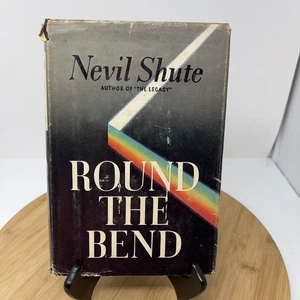 Nevil Shute
AUTHOR OF "THE LEGACY"
ROUND
THE
BEND